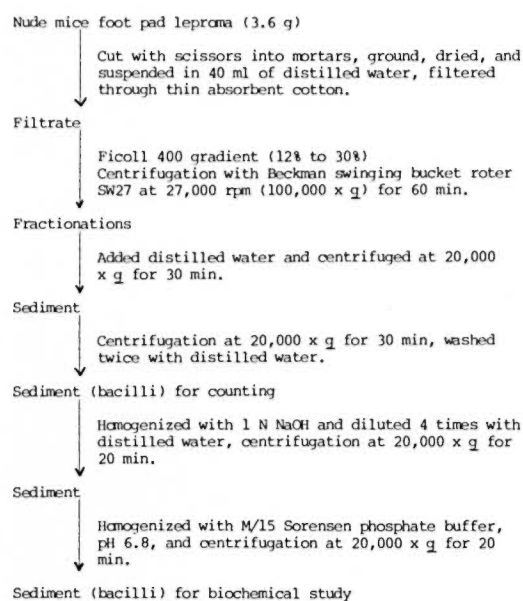 Nude mice foot pad leproma (3.6 g)
Cut with scissors into mortars, ground, dried, and
suspended in 40 ml of distilled water, filtered
through thin absorbent cotton.
Filtrate
Ficoll 400 gradient (12% to 30%)
Centrifugation with Beckman swinging bucket roter
SW27 at 27,000 rpm (100,000 x g) for 60 min.
Fractionations
Added distilled water and centrifuged at 20,000
x g for 30 min.
Sediment
Centrifugation at 20,000 x g for 30 min, washed
twice with distilled water.
Sediment (bacilli) for counting
Homogenized with 1 N NaOH and diluted 4 times with
distilled water, centrifugation at 20,000 x g for
20 min.
Sediment
Homogenized with M/15 Sorensen phosphate buffer,
pH 6.8, and centrifugation at 20,000 x g for 20
min.
Sediment (bacilli) for biochemical study